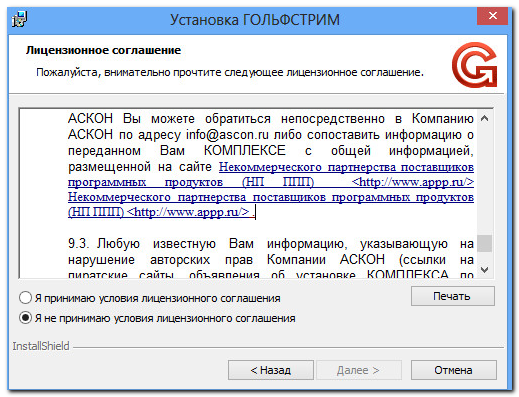 Установка ГОЛЬФСТРИМ
Лицензионное соглашение
Пожалуйста, внимательно прочтите следующее лицензионное соглашение.
АСКОН Вы можете обратиться непосредственно в Компанию
АСКОН по адресу info@ascon.ru либо сопоставить информацию о
переданном Вам КОМПЛЕКСЕ с общей информацией,
размещенной на сайте Некоммерческого партнерства поставщиков
программных продуктов (НП ППП) <http://www.appp.ru/>
Некоммерческого партнерства поставщиков программных продуктов
(НП ППП) <http://www.appp.ru/> .
9.3. Любую известную Вам информацию, указывающую на
нарушение авторских прав Компании АСКОН (ссылки на
пиратские сайты, объявления об установке КОМПЛЕКСА по
Я принимаю условия лицензионного соглашения
Печать
Я не принимаю условия лицензионного соглашения
InstallShield
< Назад
Далее >
Отмена